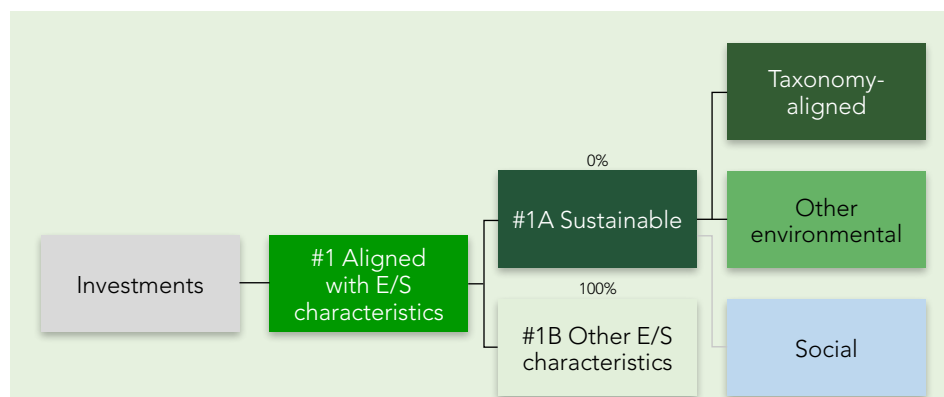 Investments
#1 Aligned
with E/S
characteristics
0%
#1A Sustainable
100%
#1B Other E/S
characteristics
Taxonomy-
aligned
Other
environmental
Social